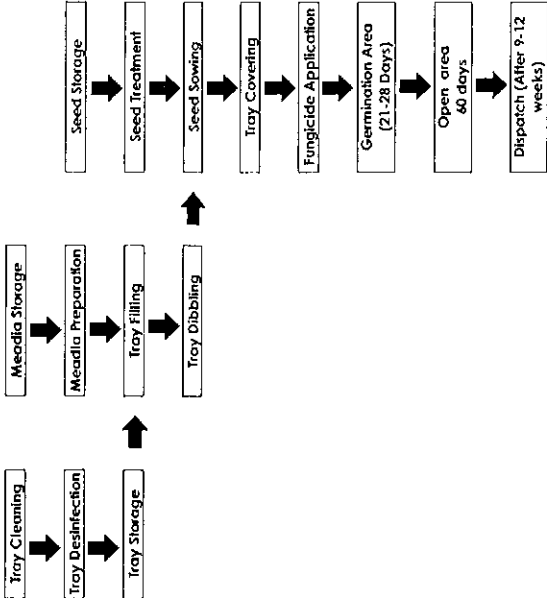 Tray Cleaning
Tray Desinfection
Tray Storage
Meadia Storage
Meadia Preparation
Tray Filling
Tray Dibbling
Seed Storage
Seed Treatment
Seed Sowing
Tray Covering
Fungicide Application
Germination Area
(21-28 Days)
Open area
60 days
Dispatch (After 9-12
weeks)